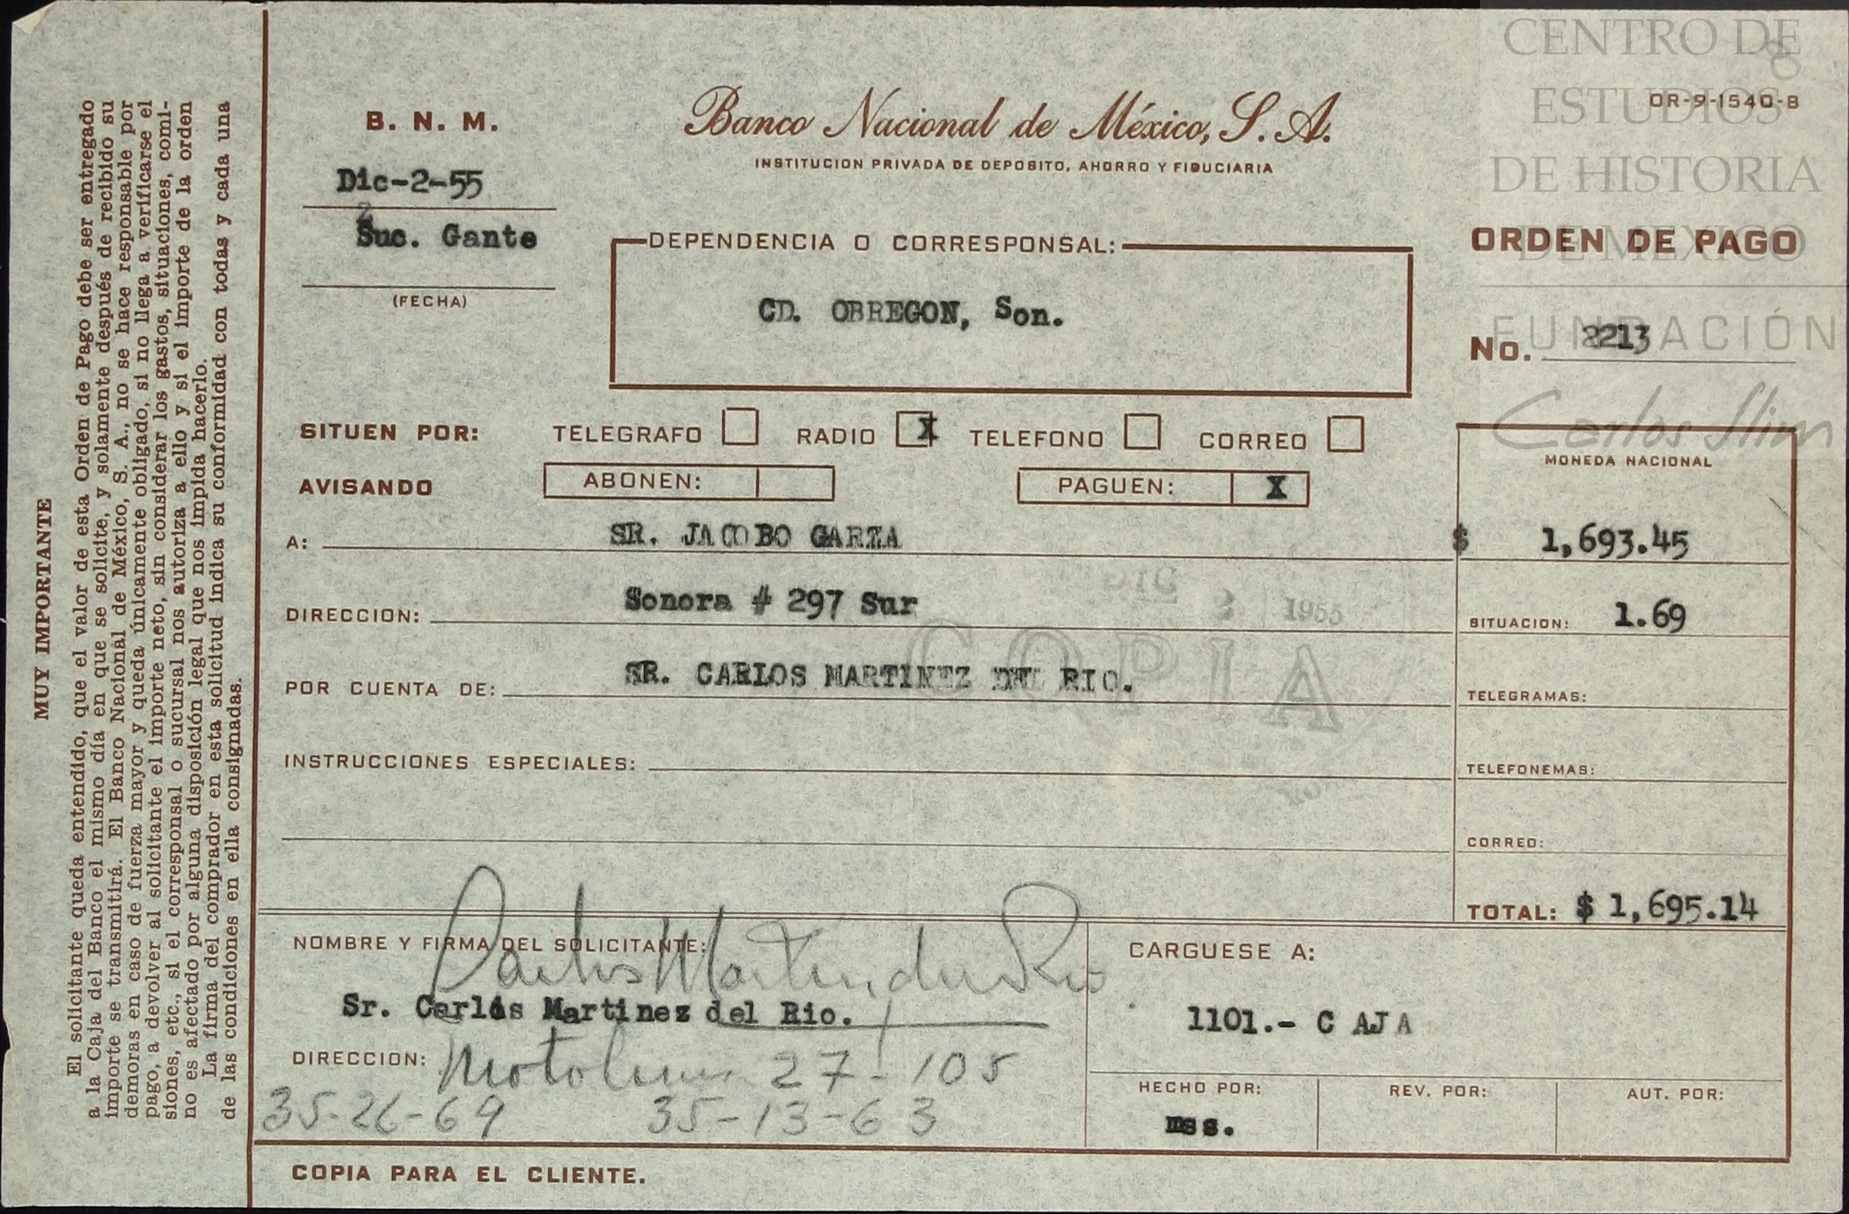 CENTRO DE
ESTUDIOS
DE HISTORIA
DE MEXICO
FUNDACIÓN
Carlos Slim
8
OR-9-1540-B
B. N. M.
Banco Nacional de México, S. A.
INSTITUCION PRIVADA DE DEPOSITO, AHORRO Y FIDUCIARIA
Dic-2-55
Suc. Gante
(FECHA)
DEPENDENCIA O CORRESPONSAL:
CD. OBREGON, Son.
ORDEN DE PAGO
No. 2213
SITUEN POR: TELEGRAFO RADIO X TELEFONO CORREO
AVISANDO ABONEN: PAGUEN: X
MONEDA NACIONAL
A: SR. JACOBO GARZA $ 1,693.45
DIRECCION: Sonora # 297 Sur SITUACION: 1.69
DIC 1955
COPIA
POR CUENTA DE: SR. CARLOS MARTINEZ DEL RIO. TELEGRAMAS:
INSTRUCCIONES ESPECIALES: TELEFONEMAS:
CORREO:
TOTAL: $ 1,695.14
NOMBRE Y FIRMA DEL SOLICITANTE:
Carlos Martinez del Rio
Sr. Carlos Martinez del Rio.
DIRECCION: Motolinia 27-105
35-26-69 35-13-63
CARGUESE A:
1101.- C AJA
HECHO POR: REV. POR: AUT. POR:
mss.
COPIA PARA EL CLIENTE.
MUY IMPORTANTE
El solicitante queda entendido, que el valor de esta Orden de Pago debe ser entregado
a la Caja del Banco el mismo día en que se solicite, y solamente después de recibido su
importe se transmitirá. El Banco Nacional de México, S. A., no se hace responsable por
demoras en caso de fuerza mayor y queda únicamente obligado, si no llega a verificarse el
pago, a devolver al solicitante el importe neto, sin considerar los gastos, situaciones, comi-
siones, etc., si el corresponsal o sucursal nos autoriza a ello y si el importe de la orden
no es afectado por alguna disposición legal que nos impida hacerlo.
La firma del comprador en esta solicitud indica su conformidad con todas y cada una
de las condiciones en ella consignadas.